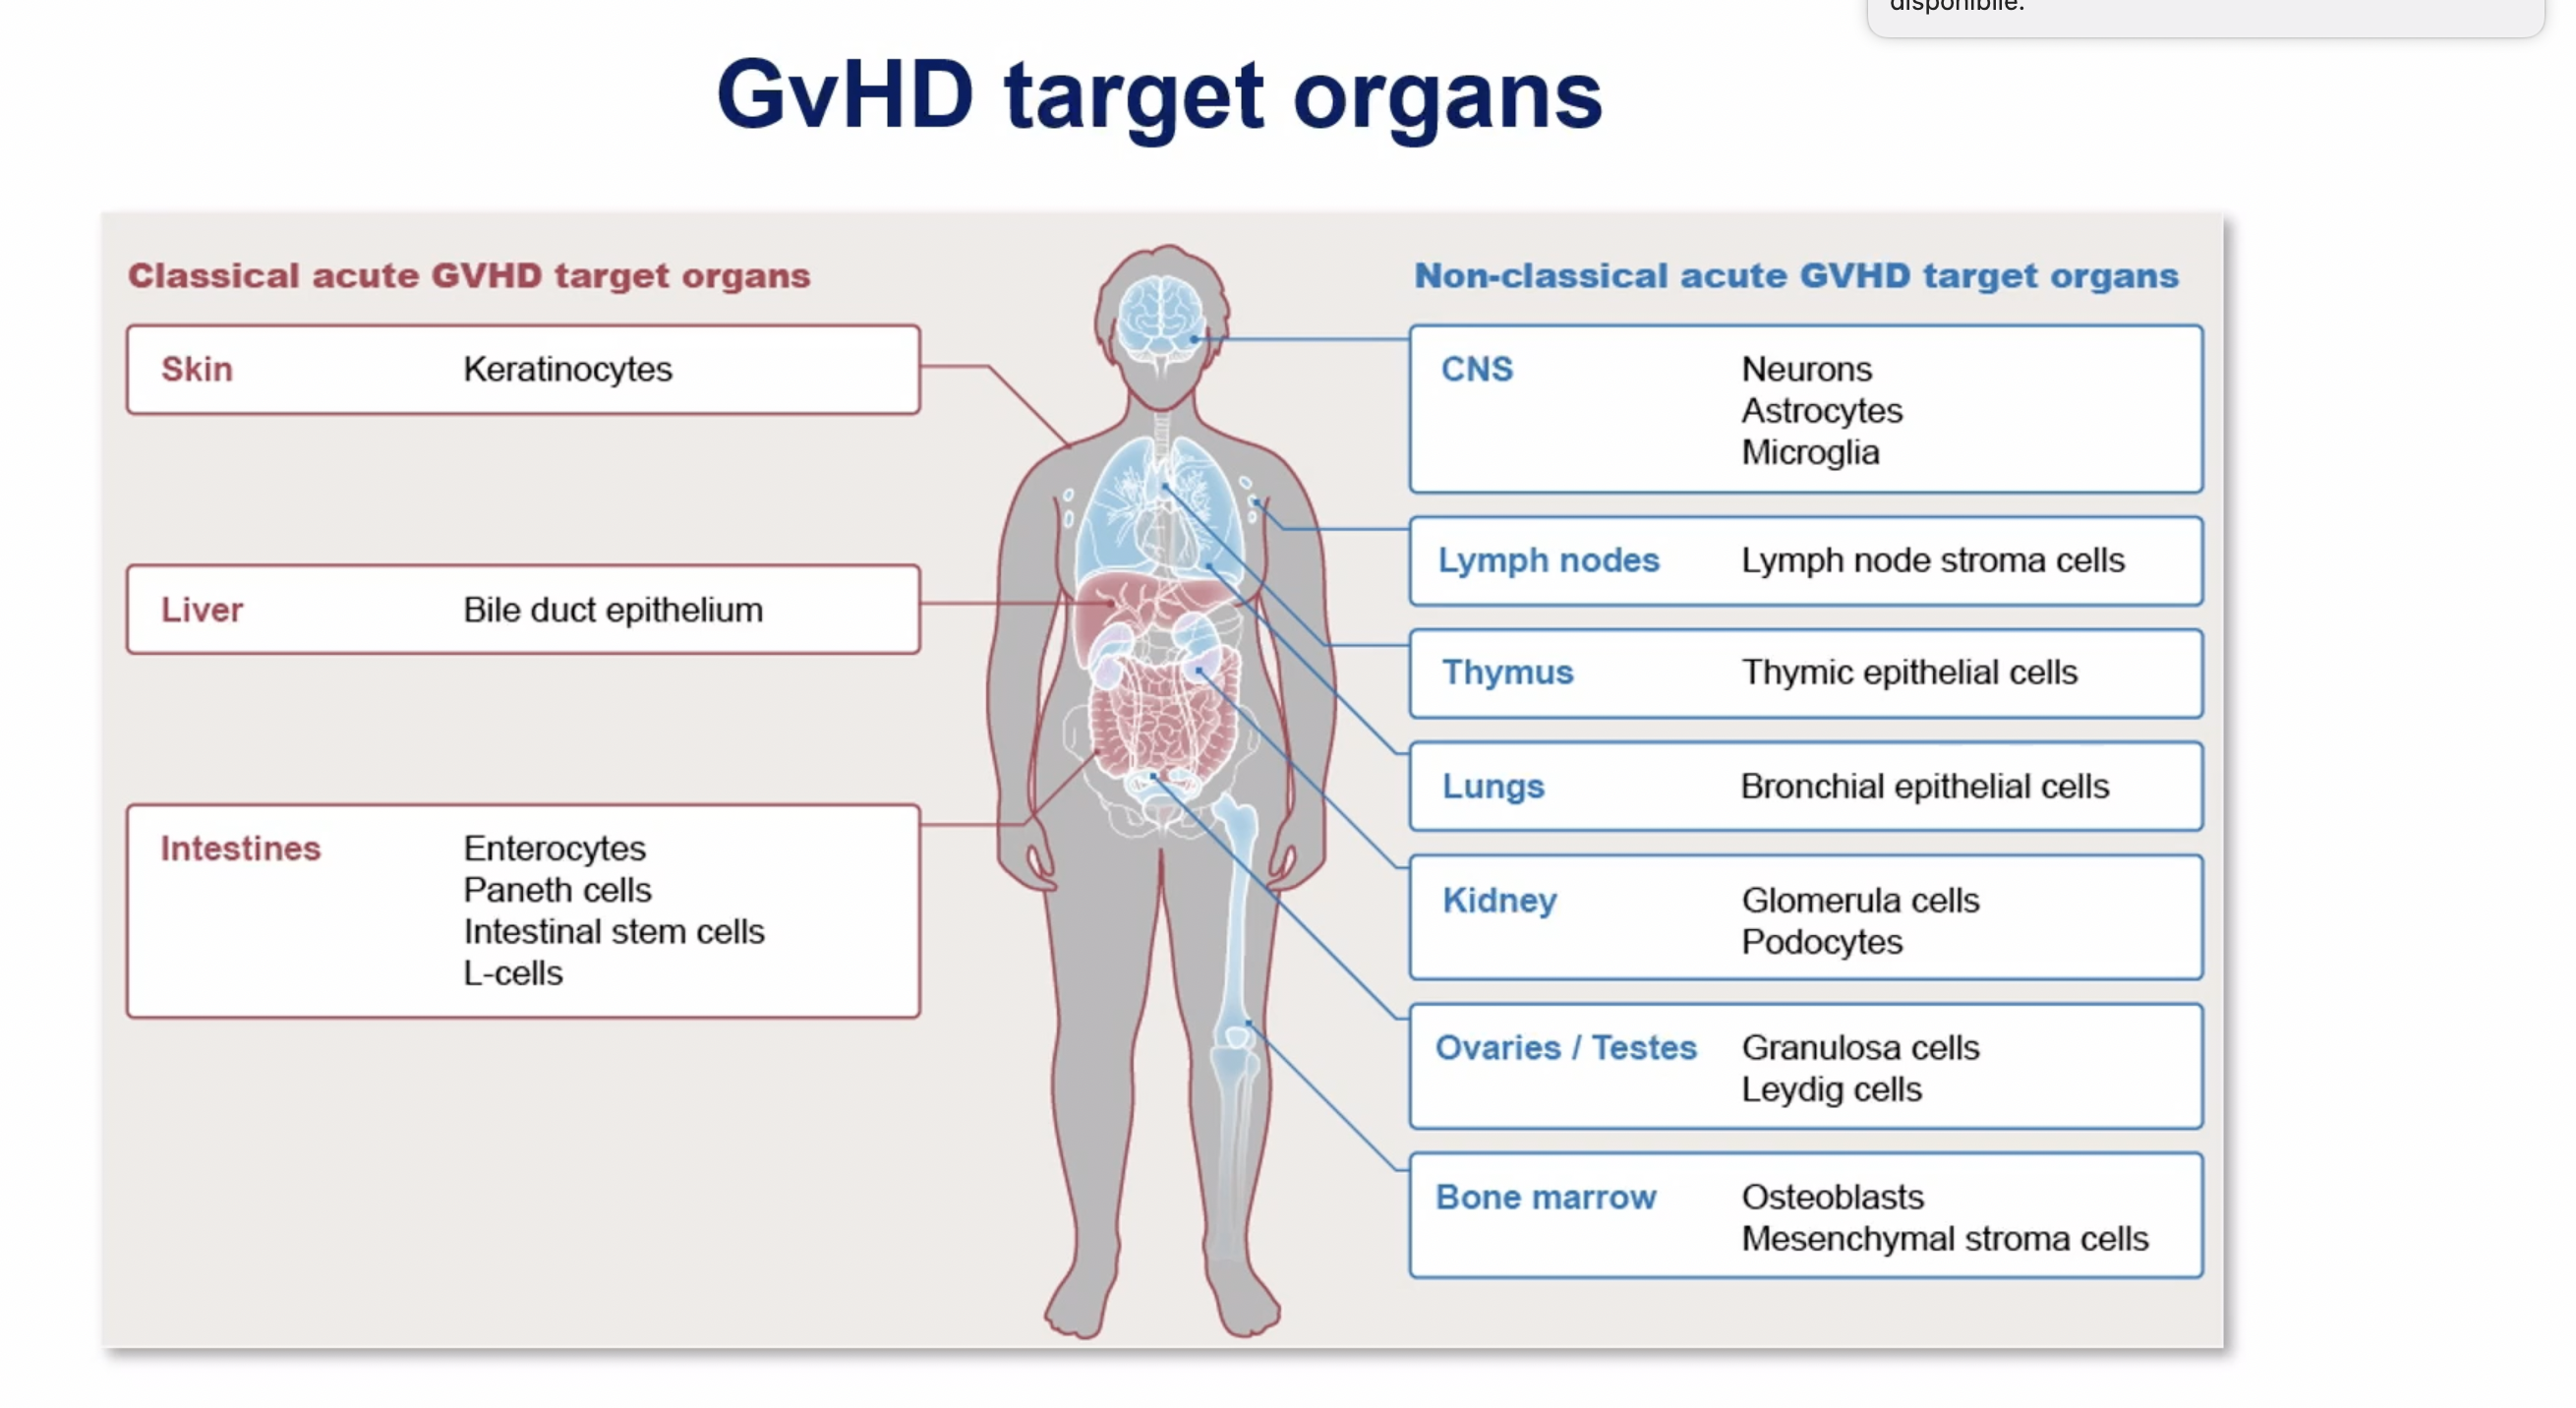 disponibile.
GvHD target organs
Classical acute GVHD target organs
Skin Keratinocytes
Liver Bile duct epithelium
Intestines Enterocytes
Paneth cells
Intestinal stem cells
L-cells
Non-classical acute GVHD target organs
CNS Neurons
Astrocytes
Microglia
Lymph nodes Lymph node stroma cells
Thymus Thymic epithelial cells
Lungs Bronchial epithelial cells
Kidney Glomerula cells
Podocytes
Ovaries / Testes Granulosa cells
Leydig cells
Bone marrow Osteoblasts
Mesenchymal stroma cells